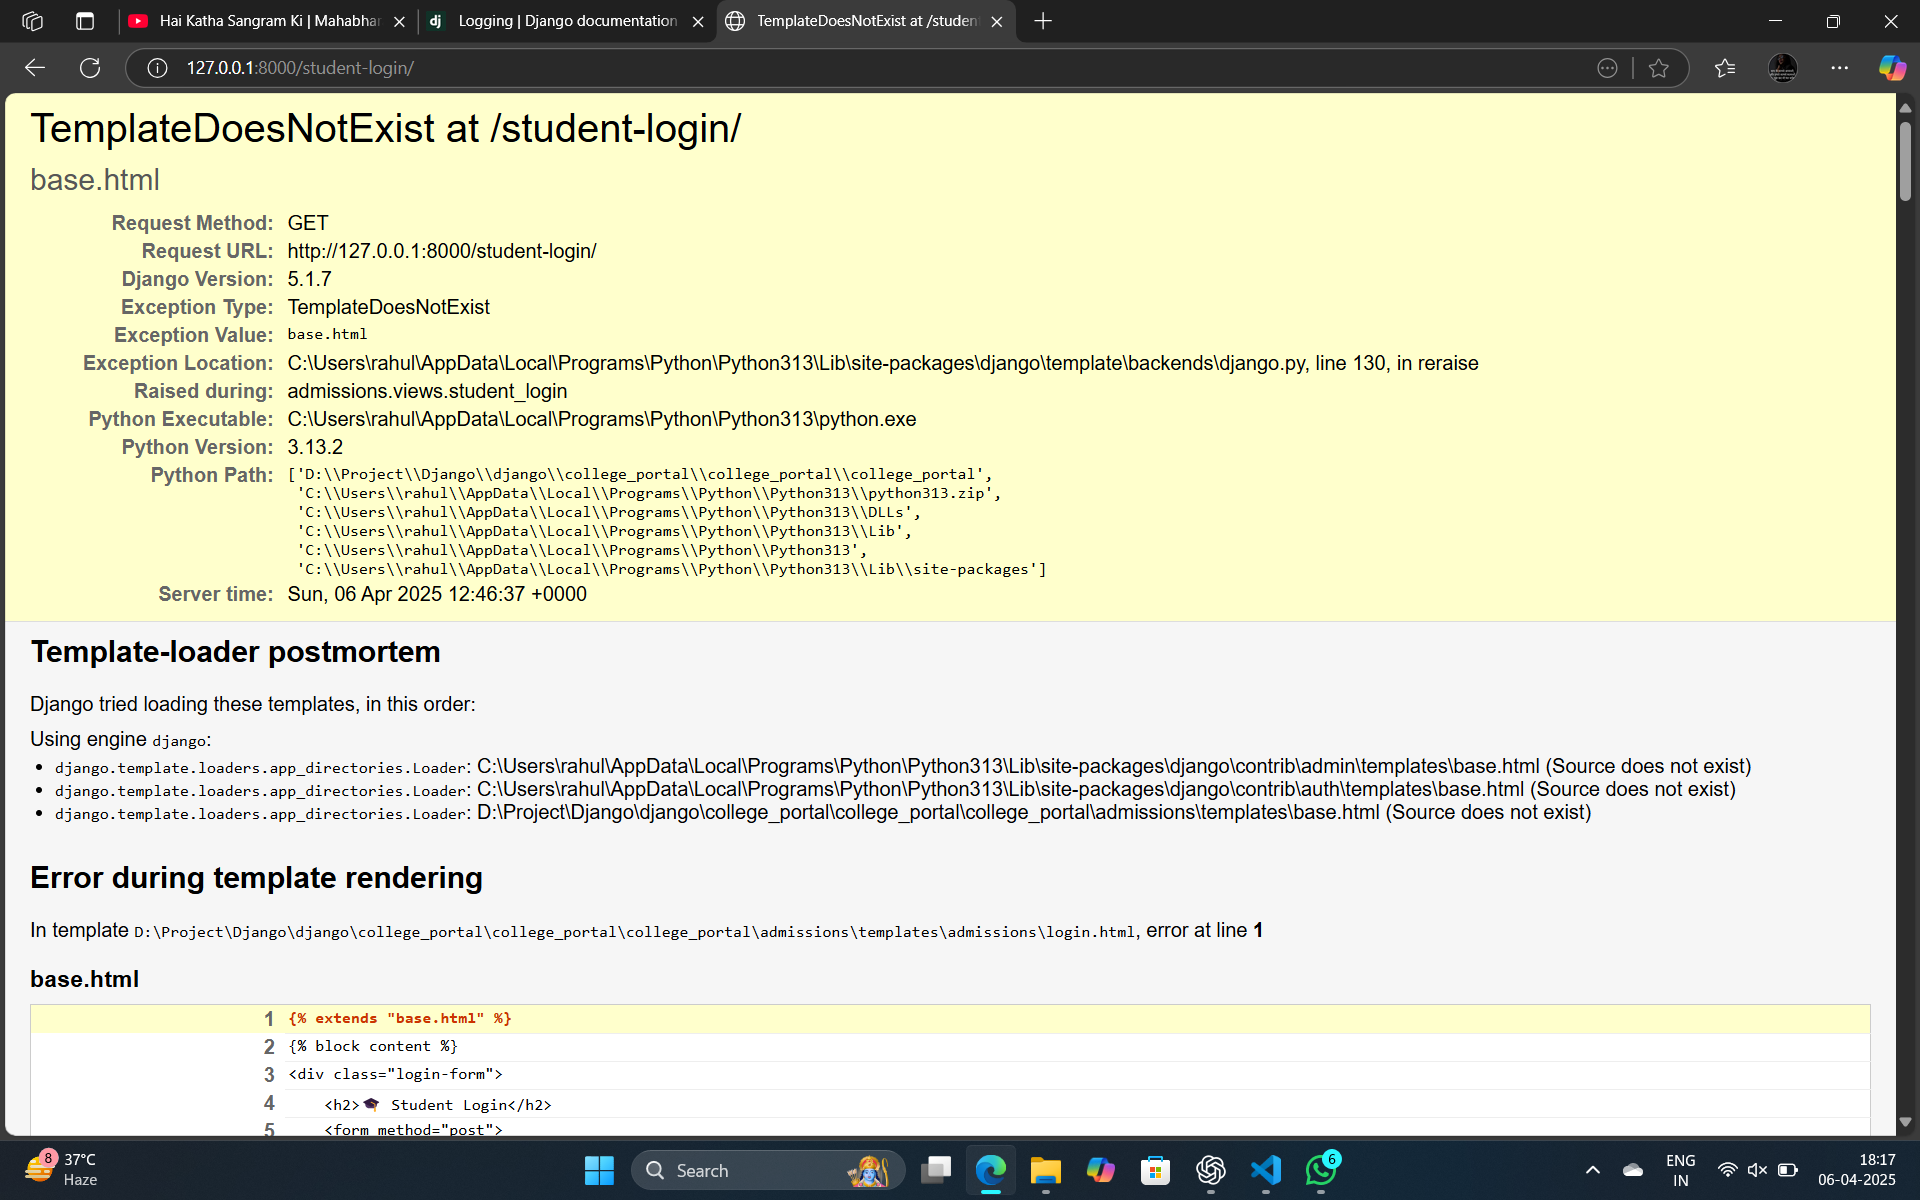 Hai Katha Sangram Ki | Mahabhar
Logging | Django documentation
TemplateDoesNotExist at /studen
127.0.0.1:8000/student-login/
TemplateDoesNotExist at /student-login/
base.html
Request Method: GET
Request URL: http://127.0.0.1:8000/student-login/
Django Version: 5.1.7
Exception Type: TemplateDoesNotExist
Exception Value: base.html
Exception Location: C:\Users\rahul\AppData\Local\Programs\Python\Python313\Lib\site-packages\django\template\backends\django.py, line 130, in reraise
Raised during: admissions.views.student_login
Python Executable: C:\Users\rahul\AppData\Local\Programs\Python\Python313\python.exe
Python Version: 3.13.2
Python Path: ['D:\\Project\\Django\\django\\college_portal\\college_portal\\college_portal',
'C:\\Users\\rahul\\AppData\\Local\\Programs\\Python\\Python313\\python313.zip',
'C:\\Users\\rahul\\AppData\\Local\\Programs\\Python\\Python313\\DLLs',
'C:\\Users\\rahul\\AppData\\Local\\Programs\\Python\\Python313\\Lib',
'C:\\Users\\rahul\\AppData\\Local\\Programs\\Python\\Python313',
'C:\\Users\\rahul\\AppData\\Local\\Programs\\Python\\Python313\\Lib\\site-packages']
Server time: Sun, 06 Apr 2025 12:46:37 +0000
Template-loader postmortem
Django tried loading these templates, in this order:
Using engine django:
• django.template.loaders.app_directories.Loader: C:\Users\rahul\AppData\Local\Programs\Python\Python313\Lib\site-packages\django\contrib\admin\templates\base.html (Source does not exist)
• django.template.loaders.app_directories.Loader: C:\Users\rahul\AppData\Local\Programs\Python\Python313\Lib\site-packages\django\contrib\auth\templates\base.html (Source does not exist)
• django.template.loaders.app_directories.Loader: D:\Project\Django\django\college_portal\college_portal\college_portal\admissions\templates\base.html (Source does not exist)
Error during template rendering
In template D:\Project\Django\django\college_portal\college_portal\college_portal\admissions\templates\admissions\login.html, error at line 1
base.html
1 {% extends "base.html" %}
2 {% block content %}
3 <div class="login-form">
4 <h2>🎓 Student Login</h2>
5 <form method="post">
8
37°C
Haze
Search
6
ENG
IN
18:17
06-04-2025